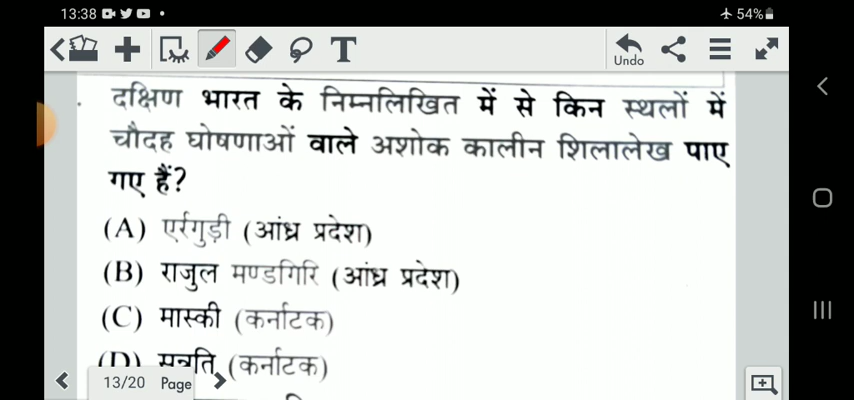 13:38
54%
Undo
दक्षिण भारत के निम्नलिखित में से किन स्थलों में
चौदह घोषणाओं वाले अशोक कालीन शिलालेख पाए
गए हैं?
(A) एर्रगुड़ी (आंध्र प्रदेश)
(B) राजुल मण्डगिरि (आंध्र प्रदेश)
(C) मास्की (कर्नाटक)
(D) सन्नति (कर्नाटक)
13/20 Page